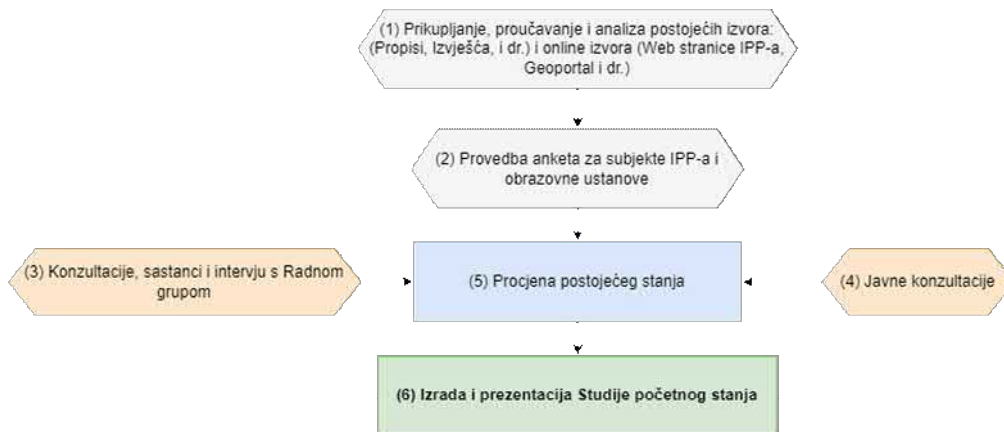 (1) Prikupljanje, proučavanje i analiza postojećih izvora:
(Propisi, Izvješća, i dr.) i online izvora (Web stranice IPP-a,
Geoportal i dr.)
(2) Provedba anketa za subjekte IPP-a i
obrazovne ustanove
(3) Konzultacije, sastanci i intervju s Radnom
grupom
(5) Procjena postojećeg stanja
(4) Javne konzultacije
(6) Izrada i prezentacija Studije početnog stanja